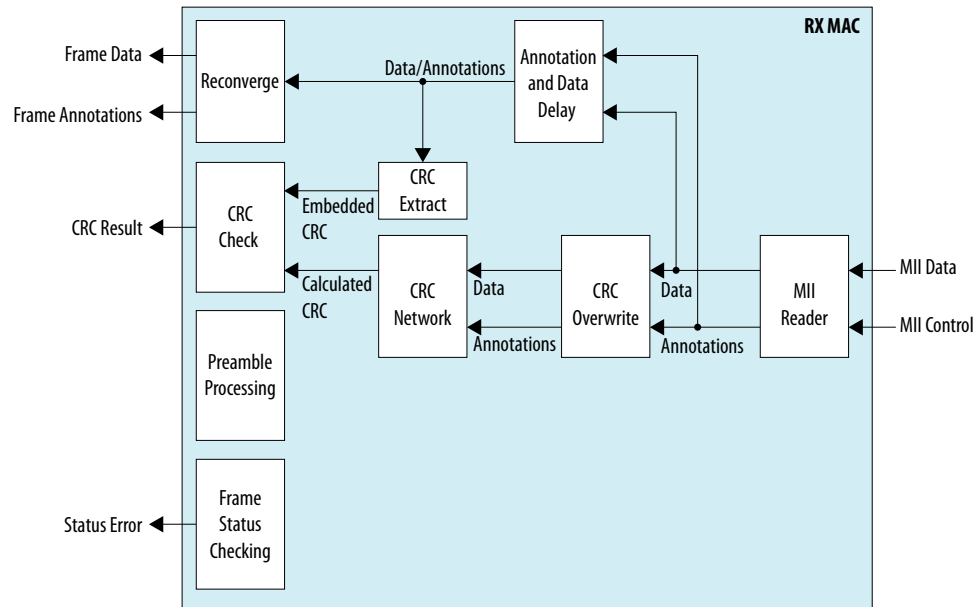 RX MAC
Frame Data
Frame Annotations
Reconverge
Data/Annotations
Annotation
and Data
Delay
CRC
Extract
Embedded
CRC
CRC Result
CRC
Check
Calculated
CRC
CRC
Network
Data
Annotations
CRC
Overwrite
Data
Annotations
MII
Reader
MII Data
MII Control
Preamble
Processing
Status Error
Frame
Status
Checking